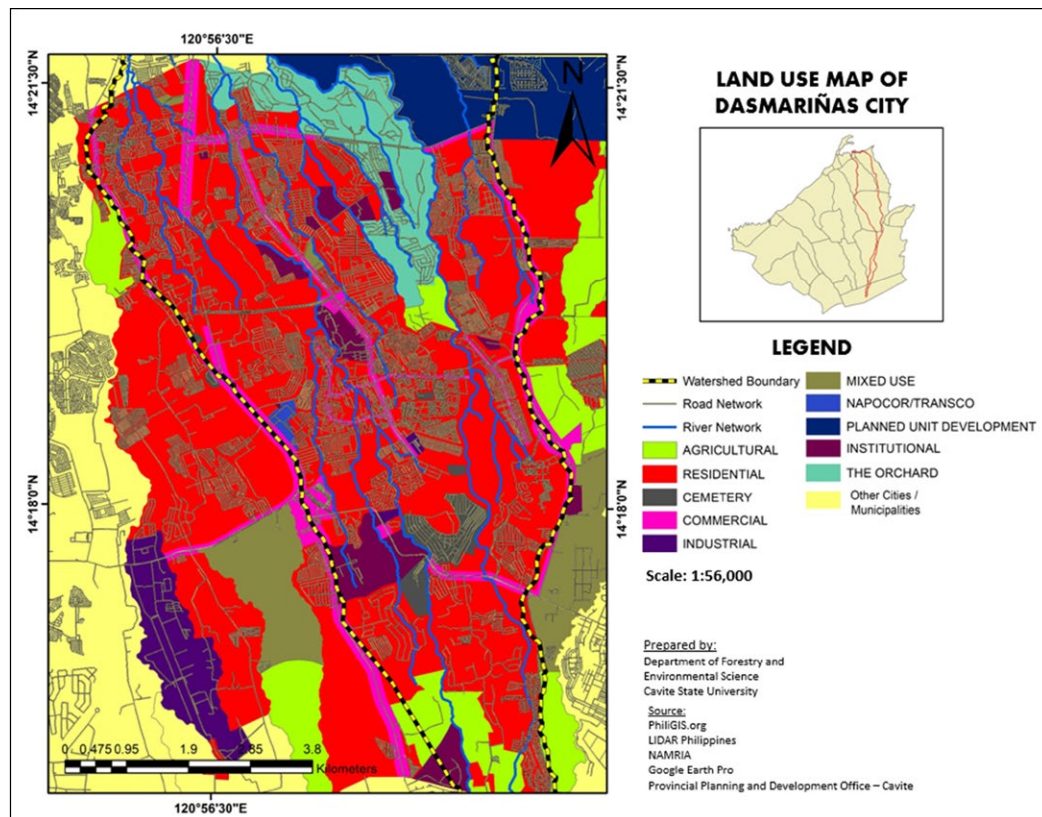 120°56'30"E
14°21'30"N
14°21'30"N
N
14°18'0"N
14°18'0"N
0 0.475 0.95 1.9 2.85 3.8
Kilometers
120°56'30"E
LAND USE MAP OF
DASMARIÑAS CITY
LEGEND
Watershed Boundary
Road Network
River Network
AGRICULTURAL
RESIDENTIAL
CEMETERY
COMMERCIAL
INDUSTRIAL
MIXED USE
NAPOCOR/TRANSCO
PLANNED UNIT DEVELOPMENT
INSTITUTIONAL
THE ORCHARD
Other Cities /
Municipalities
Scale: 1:56,000
Prepared by:
Department of Forestry and
Environmental Science
Cavite State University
Source:
PhiliGIS.org
LIDAR Philippines
NAMRIA
Google Earth Pro
Provincial Planning and Development Office – Cavite